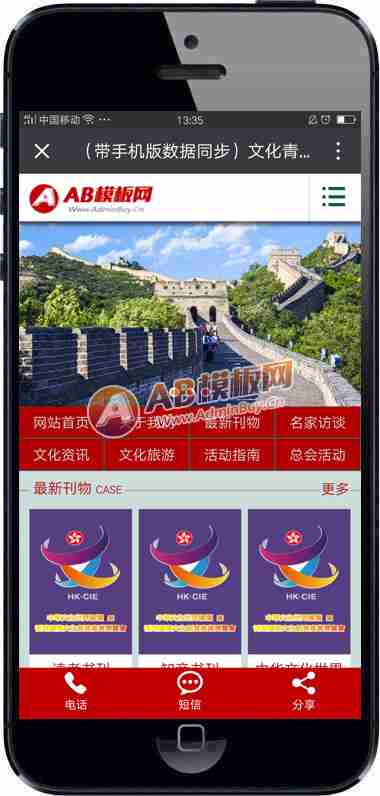 中国移动
13:35
（带手机版数据同步）文化青...
AB模板网
Www.AdminBuy.Cn
AB模板网
www.AdminBuy.Cn
网站首页 于我 最新刊物 名家访谈
文化资讯 文化旅游 活动指南 总会活动
最新刊物 CASE 更多
HK·CIE HK·CIE HK·CIE
读者书刊 知音书刊 中华文化世界
电话 短信 分享